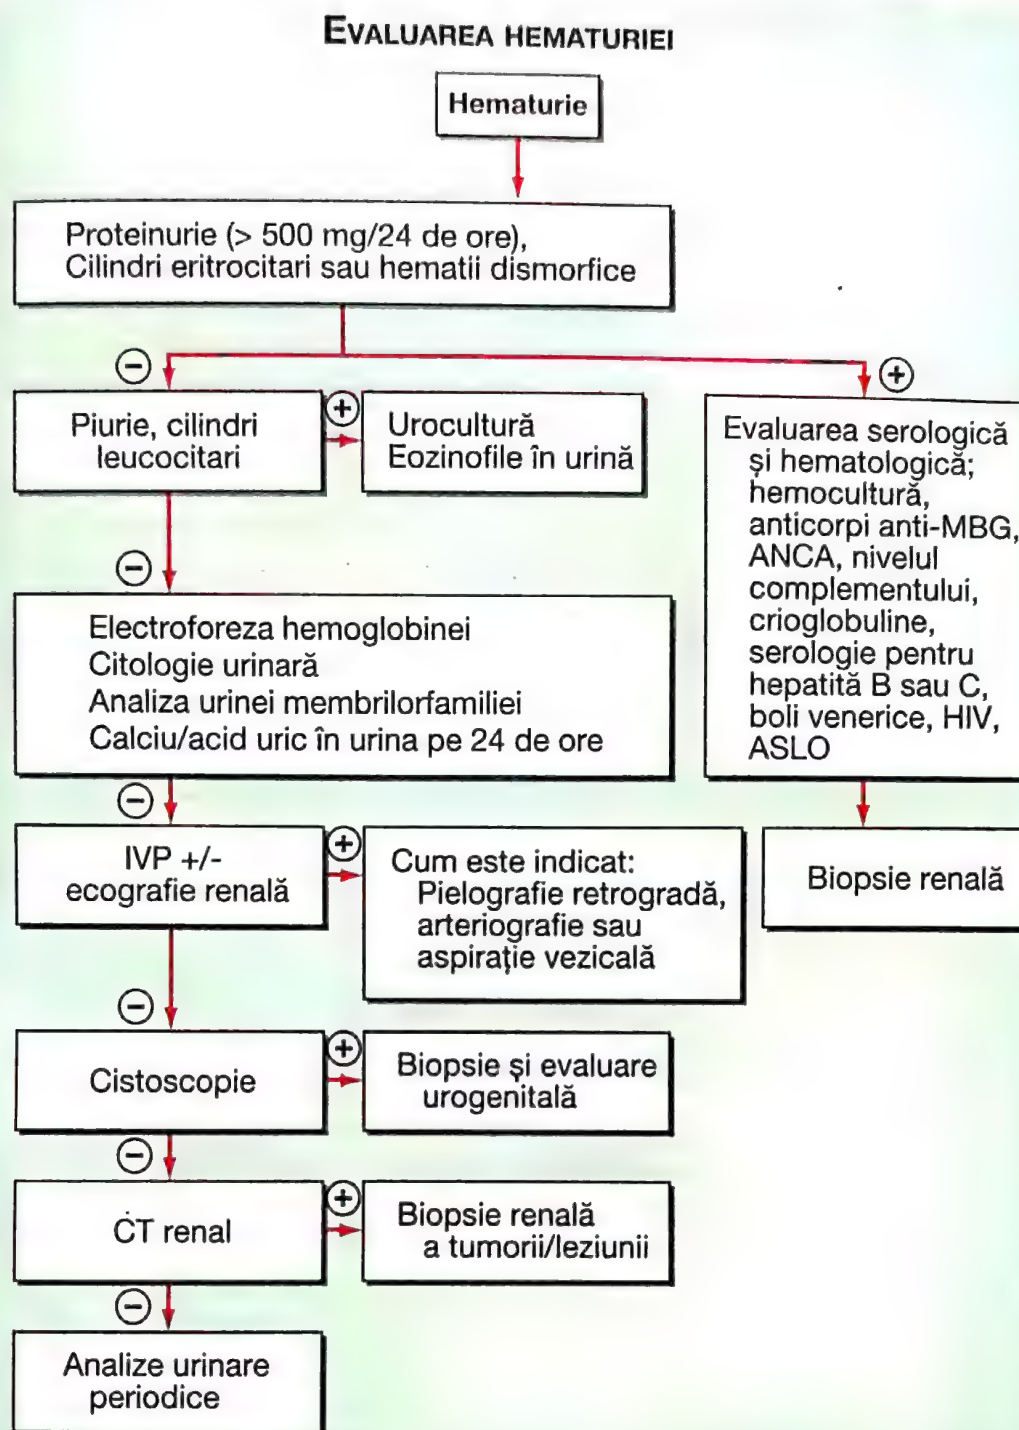 EVALUAREA HEMATURIEI
Hematurie
Proteinurie (> 500 mg/24 de ore),
Cilindri eritrocitari sau hematii dismorfice
−
+
Piurie, cilindri
leucocitari
+
Urocultură
Eozinofile în urină
Evaluarea serologică
și hematologică;
hemocultură,
anticorpi anti-MBG,
ANCA, nivelul
complementului,
crioglobuline,
serologie pentru
hepatită B sau C,
boli venerice, HIV,
ASLO
−
Electroforeza hemoglobinei
Citologie urinară
Analiza urinei membrilorfamiliei
Calciu/acid uric în urina pe 24 de ore
−
IVP +/-
ecografie renală
+
Cum este indicat:
Pielografie retrogradă,
arteriografie sau
aspirație vezicală
Biopsie renală
−
Cistoscopie
+
Biopsie și evaluare
urogenitală
−
CT renal
+
Biopsie renală
a tumorii/leziunii
−
Analize urinare
periodice